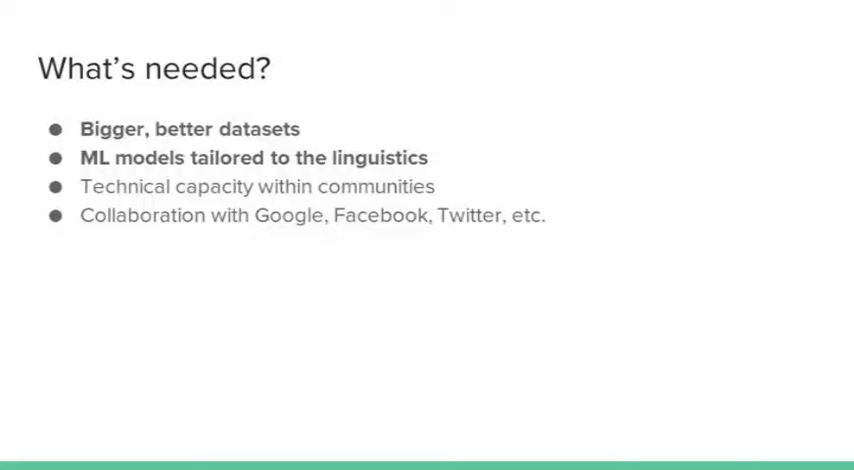 What's needed?
● Bigger, better datasets
● ML models tailored to the linguistics
● Technical capacity within communities
● Collaboration with Google, Facebook, Twitter, etc.